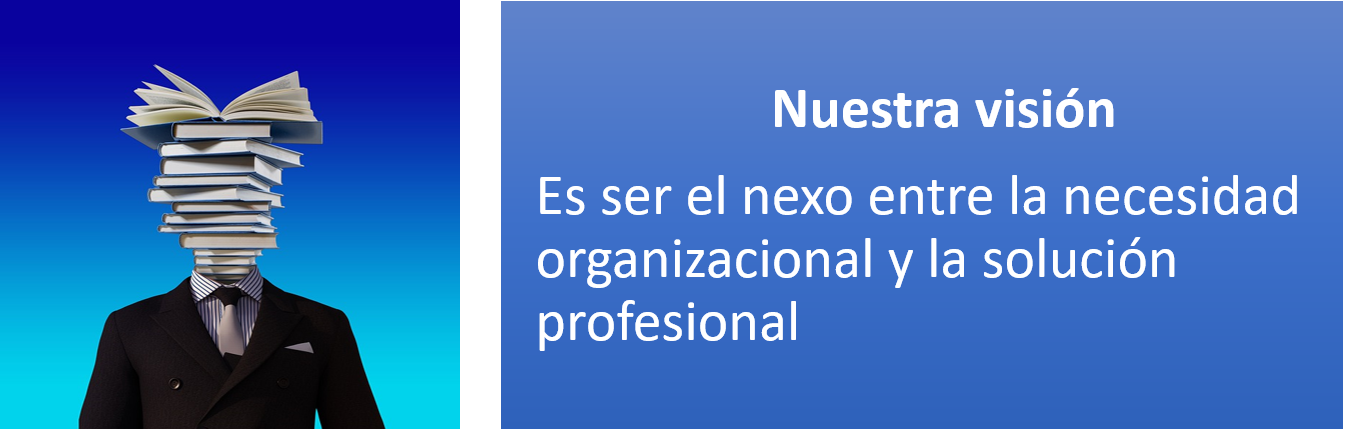 Nuestra visión
Es ser el nexo entre la necesidad
organizacional y la solución
profesional